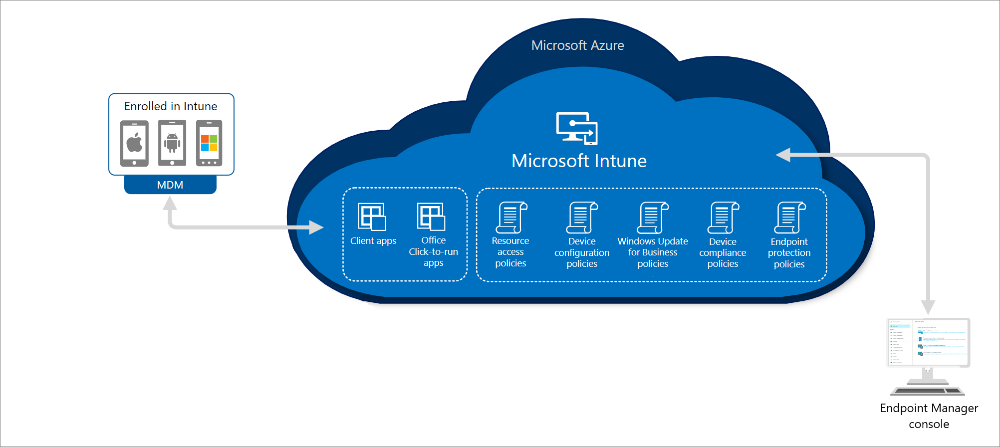 Microsoft Azure
Enrolled in Intune
MDM
Microsoft Intune
Client apps
Office
Click-to-run
apps
Resource
access
policies
Device
configuration
policies
Windows Update
for Business
policies
Device
compliance
policies
Endpoint
protection
policies
Endpoint Manager
console